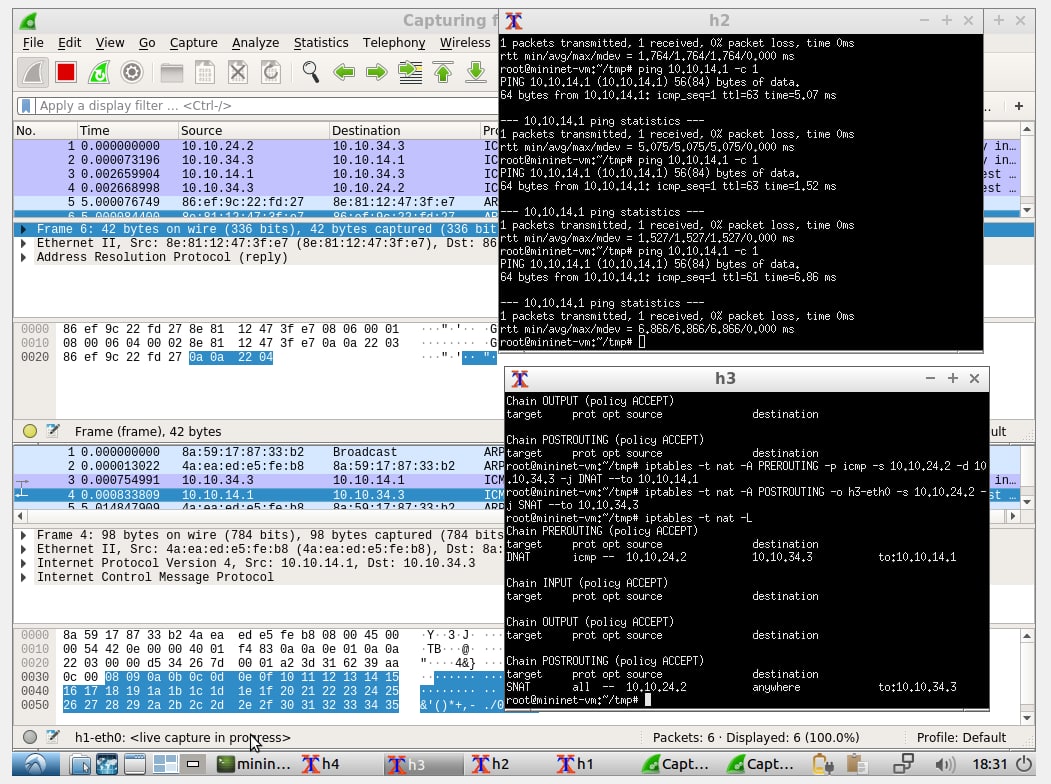 Capturing f
File Edit View Go Capture Analyze Statistics Telephony Wireless
Apply a display filter ... <Ctrl-/>
No. Time Source Destination
1 0.000000000 10.10.24.2 10.10.34.3 IC
2 0.000073196 10.10.34.3 10.10.14.1 IC
3 0.002659904 10.10.14.1 10.10.34.3 IC
4 0.002668998 10.10.34.3 10.10.24.2 IC
5 5.000076749 86:ef:9c:22:fd:27 8e:81:12:47:3f:e7 AR
6 5.000084400 8e:81:12:47:3f:e7 86:ef:9c:22:fd:27 AR
Frame 6: 42 bytes on wire (336 bits), 42 bytes captured (336 bit
Ethernet II, Src: 8e:81:12:47:3f:e7 (8e:81:12:47:3f:e7), Dst: 86
Address Resolution Protocol (reply)
0000 86 ef 9c 22 fd 27 8e 81 12 47 3f e7 08 06 00 01 ···"·'·· ·G
0010 08 00 06 04 00 02 8e 81 12 47 3f e7 0a 0a 22 03
0020 86 ef 9c 22 fd 27 0a 0a 22 04 ···"·'·· "·
Frame (frame), 42 bytes
ult
1 0.000000000 8a:59:17:87:33:b2 Broadcast ARP
2 0.000013022 4a:ea:ed:e5:fe:b8 8a:59:17:87:33:b2 ARP
3 0.000754991 10.10.34.3 10.10.14.1 ICM
4 0.000833809 10.10.14.1 10.10.34.3 ICM
5 5.014847909 4a:ea:ed:e5:fe:b8 8a:59:17:87:33:b2 ARP
Frame 4: 98 bytes on wire (784 bits), 98 bytes captured (784 bits
Ethernet II, Src: 4a:ea:ed:e5:fe:b8 (4a:ea:ed:e5:fe:b8), Dst: 8a:
Internet Protocol Version 4, Src: 10.10.14.1, Dst: 10.10.34.3
Internet Control Message Protocol
0000 8a 59 17 87 33 b2 4a ea ed e5 fe b8 08 00 45 00 ·Y··3·J·
0010 00 54 42 0e 00 00 40 01 f4 83 0a 0a 0e 01 0a 0a ·TB···@·
0020 22 03 00 00 d5 34 26 7d 00 01 a2 3d 31 62 39 aa "····4&}
0030 0c 00 08 09 0a 0b 0c 0d 0e 0f 10 11 12 13 14 15
0040 16 17 18 19 1a 1b 1c 1d 1e 1f 20 21 22 23 24 25
0050 26 27 28 29 2a 2b 2c 2d 2e 2f 30 31 32 33 34 35 &'()*+,- ./0
h1-eth0: <live capture in progress> Packets: 6 · Displayed: 6 (100.0%) Profile: Default
h2
1 packets transmitted, 1 received, 0% packet loss, time 0ms
rtt min/avg/max/mdev = 1.764/1.764/1.764/0.000 ms
root@mininet-vm:~/tmp# ping 10.10.14.1 -c 1
PING 10.10.14.1 (10.10.14.1) 56(84) bytes of data.
64 bytes from 10.10.14.1: icmp_seq=1 ttl=63 time=5.07 ms
--- 10.10.14.1 ping statistics ---
1 packets transmitted, 1 received, 0% packet loss, time 0ms
rtt min/avg/max/mdev = 5.075/5.075/5.075/0.000 ms
root@mininet-vm:~/tmp# ping 10.10.14.1 -c 1
PING 10.10.14.1 (10.10.14.1) 56(84) bytes of data.
64 bytes from 10.10.14.1: icmp_seq=1 ttl=63 time=1.52 ms
--- 10.10.14.1 ping statistics ---
1 packets transmitted, 1 received, 0% packet loss, time 0ms
rtt min/avg/max/mdev = 1.527/1.527/1.527/0.000 ms
root@mininet-vm:~/tmp# ping 10.10.14.1 -c 1
PING 10.10.14.1 (10.10.14.1) 56(84) bytes of data.
64 bytes from 10.10.14.1: icmp_seq=1 ttl=61 time=6.86 ms
--- 10.10.14.1 ping statistics ---
1 packets transmitted, 1 received, 0% packet loss, time 0ms
rtt min/avg/max/mdev = 6.866/6.866/6.866/0.000 ms
root@mininet-vm:~/tmp#
h3
Chain OUTPUT (policy ACCEPT)
target prot opt source destination
Chain POSTROUTING (policy ACCEPT)
target prot opt source destination
root@mininet-vm:~/tmp# iptables -t nat -A PREROUTING -p icmp -s 10.10.24.2 -d 10
.10.34.3 -j DNAT --to 10.10.14.1
root@mininet-vm:~/tmp# iptables -t nat -A POSTROUTING -o h3-eth0 -s 10.10.24.2 -
j SNAT --to 10.10.34.3
root@mininet-vm:~/tmp# iptables -t nat -L
Chain PREROUTING (policy ACCEPT)
target prot opt source destination
DNAT icmp -- 10.10.24.2 10.10.34.3 to:10.10.14.1
Chain INPUT (policy ACCEPT)
target prot opt source destination
Chain OUTPUT (policy ACCEPT)
target prot opt source destination
Chain POSTROUTING (policy ACCEPT)
target prot opt source destination
SNAT all -- 10.10.24.2 anywhere to:10.10.34.3
root@mininet-vm:~/tmp#
minin... h4 h3 h2 h1 Capt... Capt... 18:31